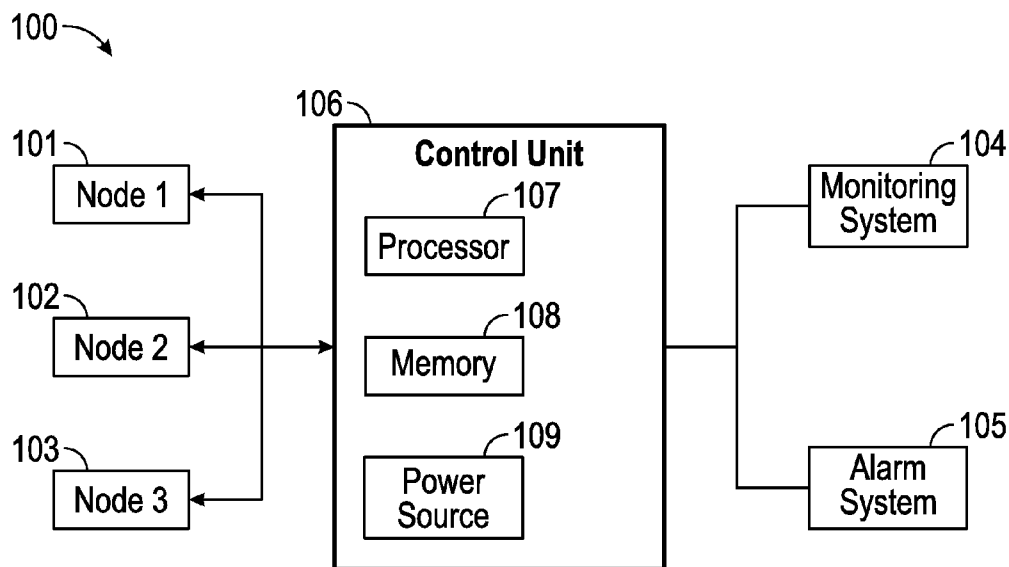 100
106
101
Node 1
102
Node 2
103
Node 3
Control Unit
107
Processor
108
Memory
109
Power
Source
104
Monitoring
System
105
Alarm
System